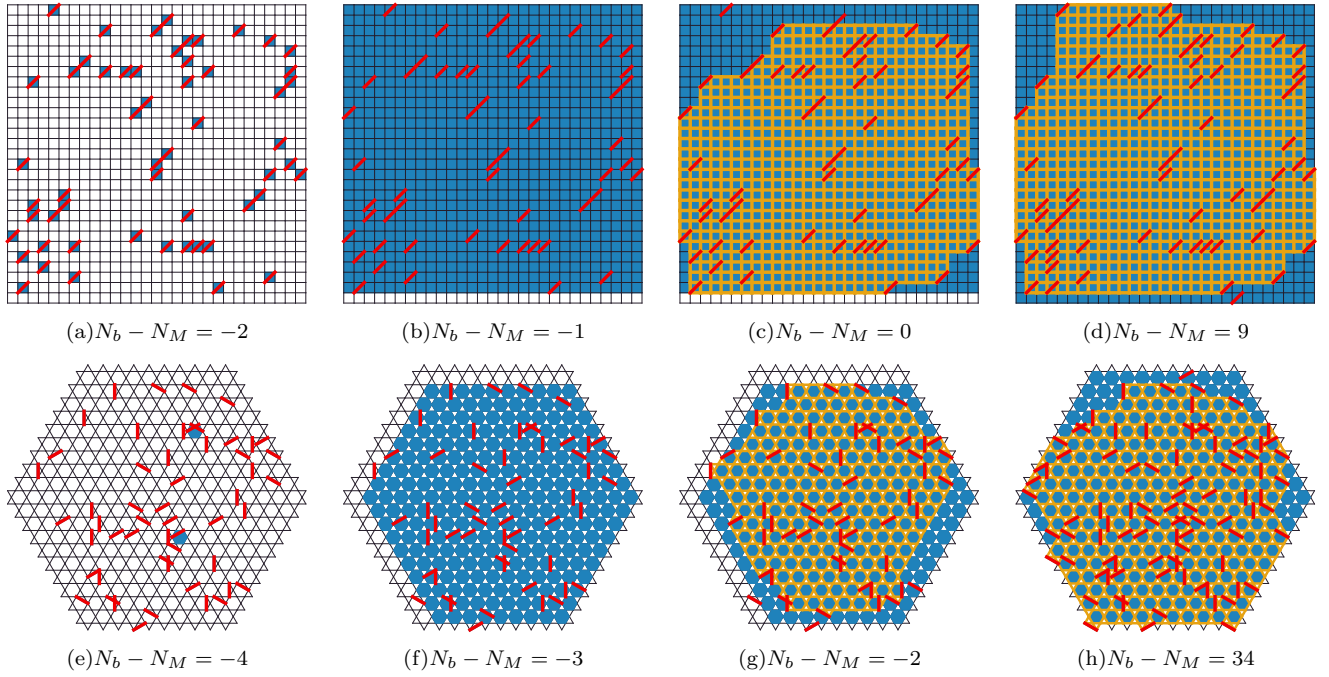 (a)N_b − N_M = −2
(b)N_b − N_M = −1
(c)N_b − N_M = 0
(d)N_b − N_M = 9
(e)N_b − N_M = −4
(f)N_b − N_M = −3
(g)N_b − N_M = −2
(h)N_b − N_M = 34